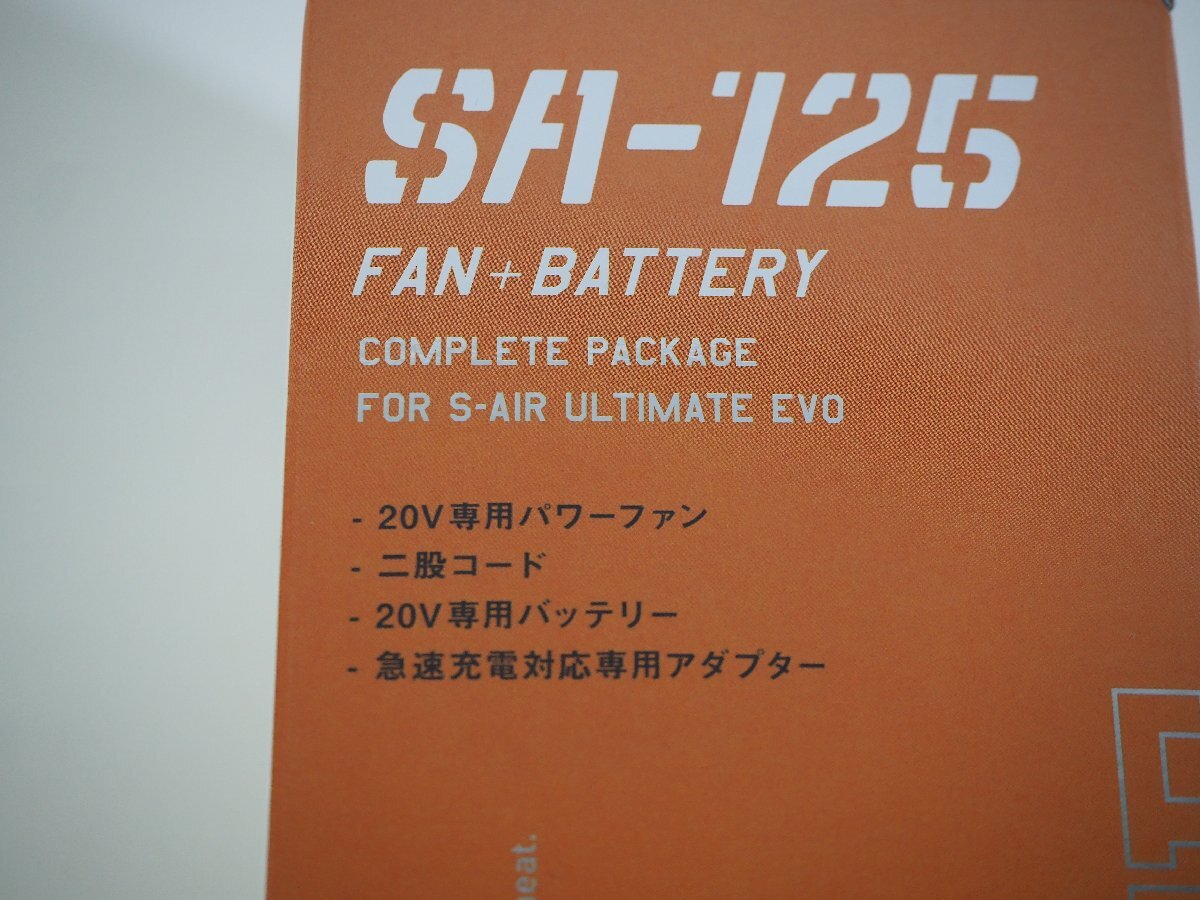 SA-125
FAN+BATTERY
COMPLETE PACKAGE
FOR S-AIR ULTIMATE EVO
- 20V専用パワーファン
- 二股コード
- 20V専用バッテリー
- 急速充電対応専用アダプター